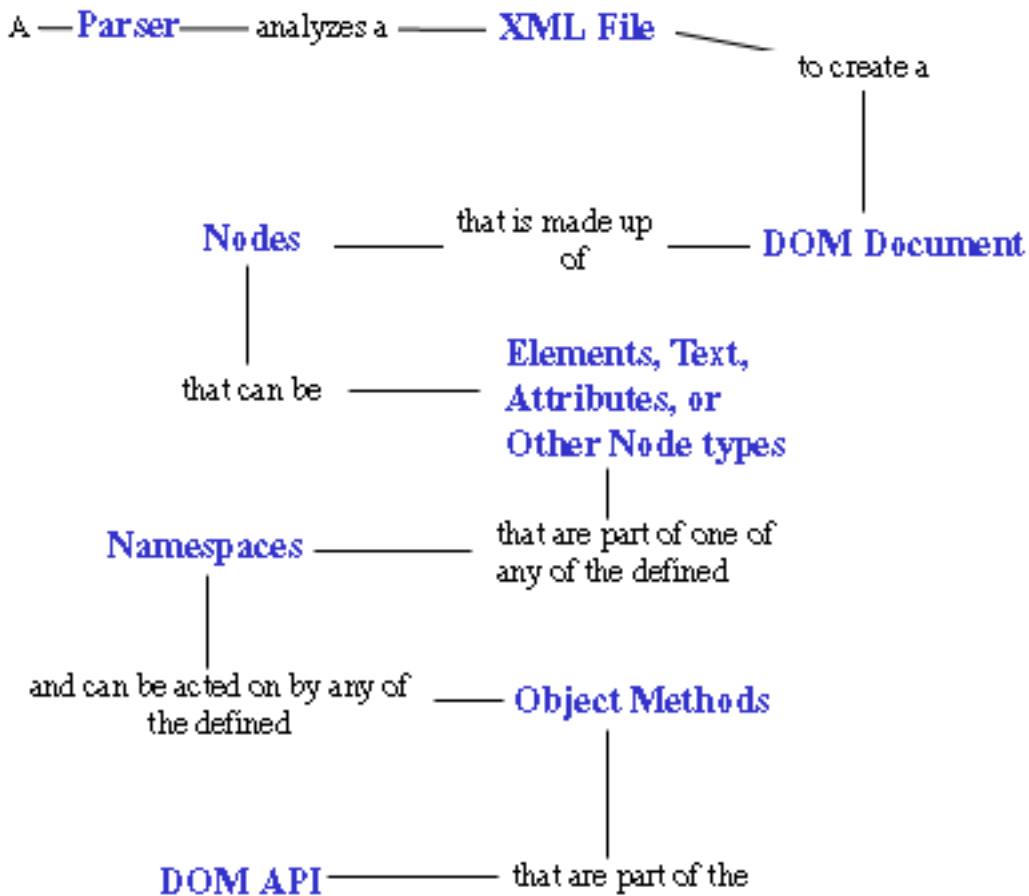 A Parser analyzes a XML File
to create a
DOM Document
that is made up
of
Nodes
that can be
Elements, Text,
Attributes, or
Other Node types
that are part of one of
any of the defined
Namespaces
and can be acted on by any of
the defined
Object Methods
that are part of the
DOM API